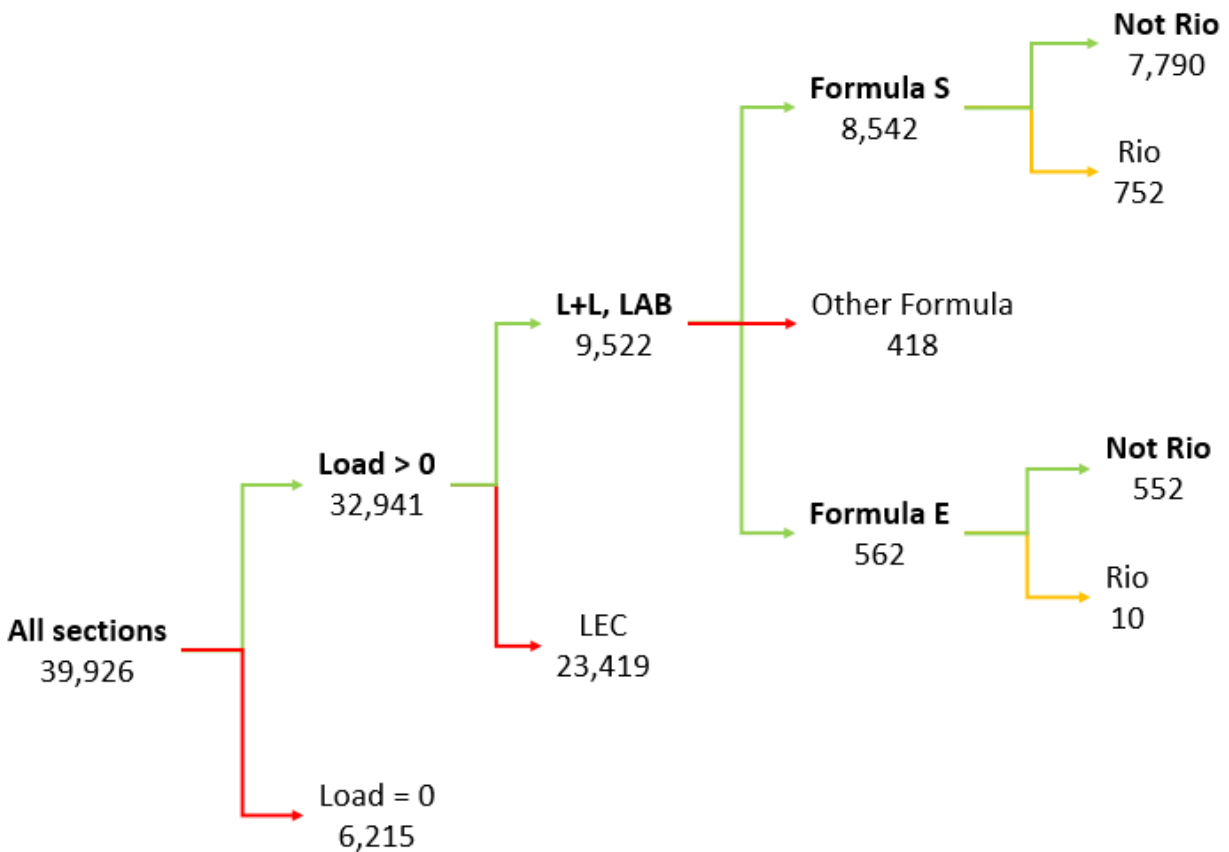 Not Rio
7,790
Formula S
8,542
Rio
752
L+L, LAB
9,522
Other Formula
418
Load > 0
32,941
Not Rio
552
Formula E
562
Rio
10
All sections
39,926
LEC
23,419
Load = 0
6,215